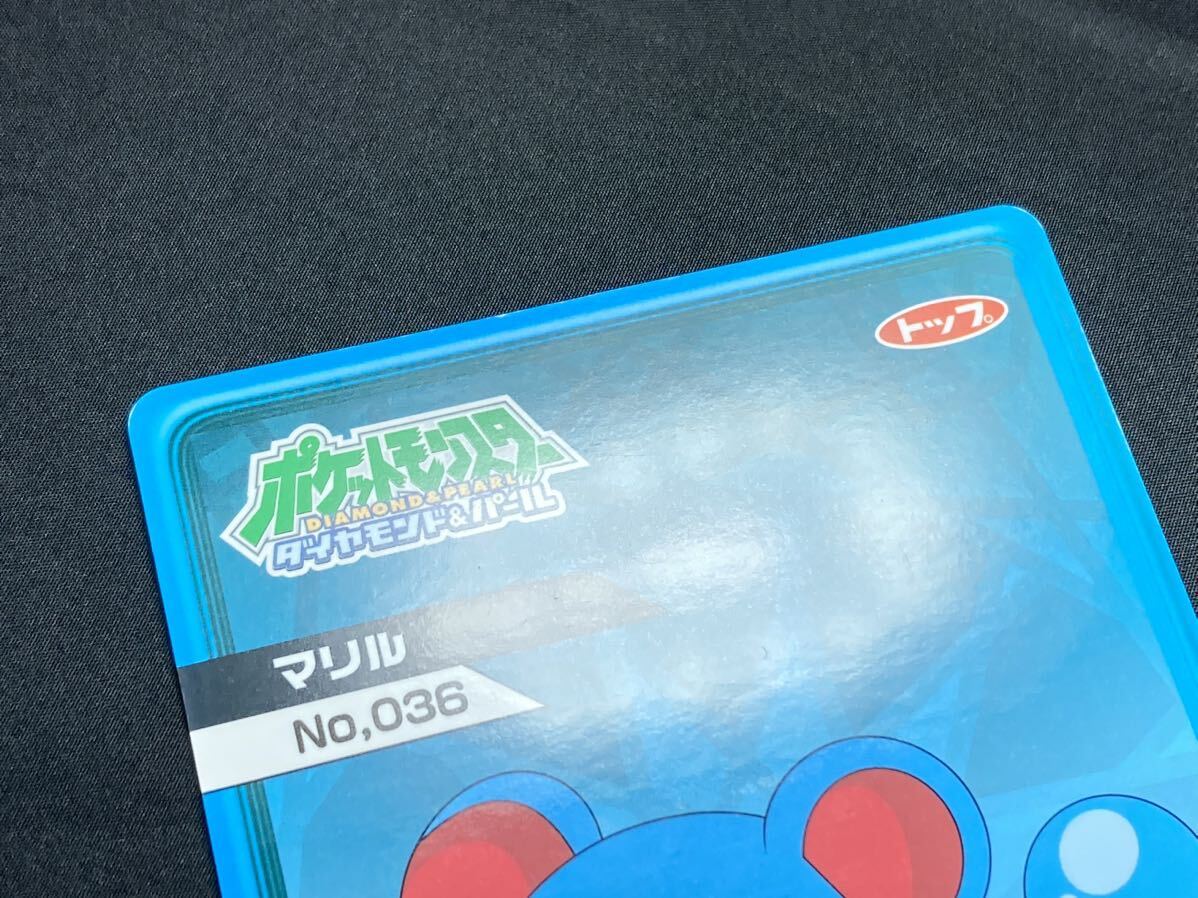 トップ。
ポケットモンスター
DIAMOND&PEARL
ダイヤモンド&パール
マリル
No,036